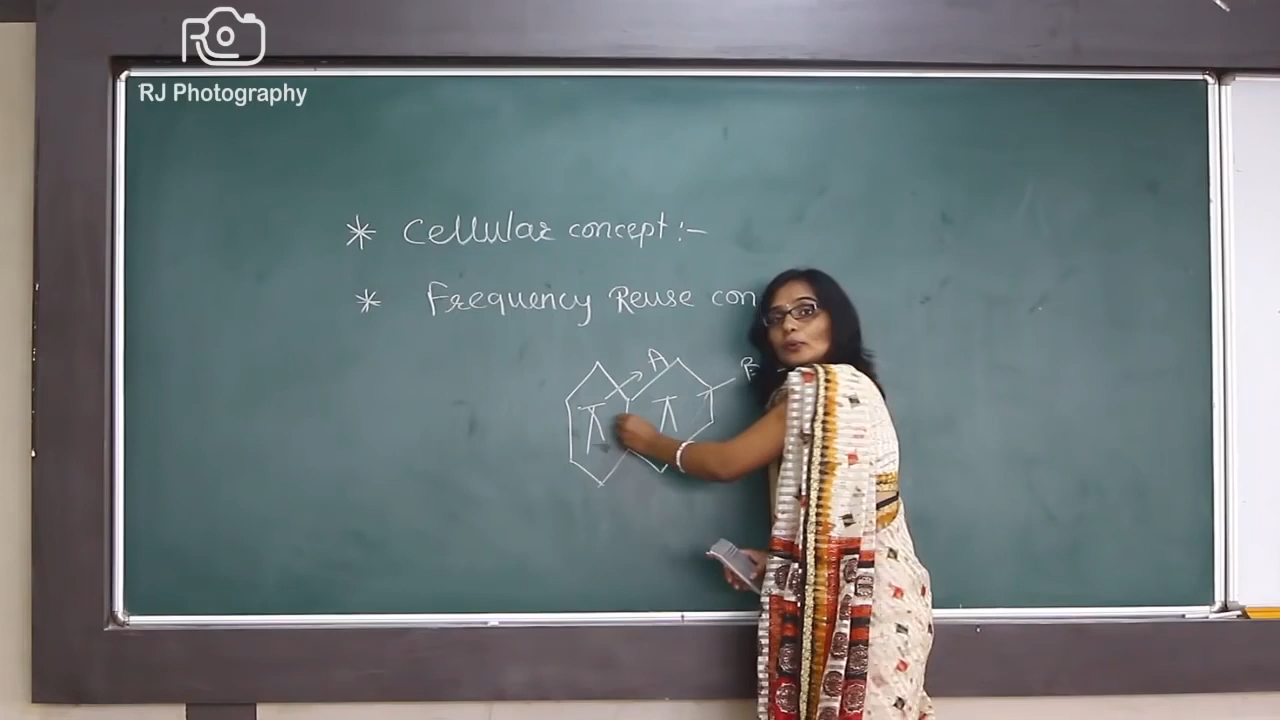 RJ Photography
* Cellular concept :-
* Frequency Reuse con
A
B